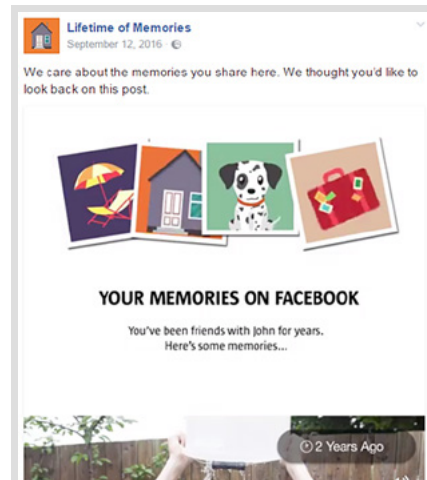 Lifetime of Memories
September 12, 2016 ·
We care about the memories you share here. We thought you'd like to
look back on this post.
YOUR MEMORIES ON FACEBOOK
You've been friends with John for years.
Here's some memories...
2 Years Ago